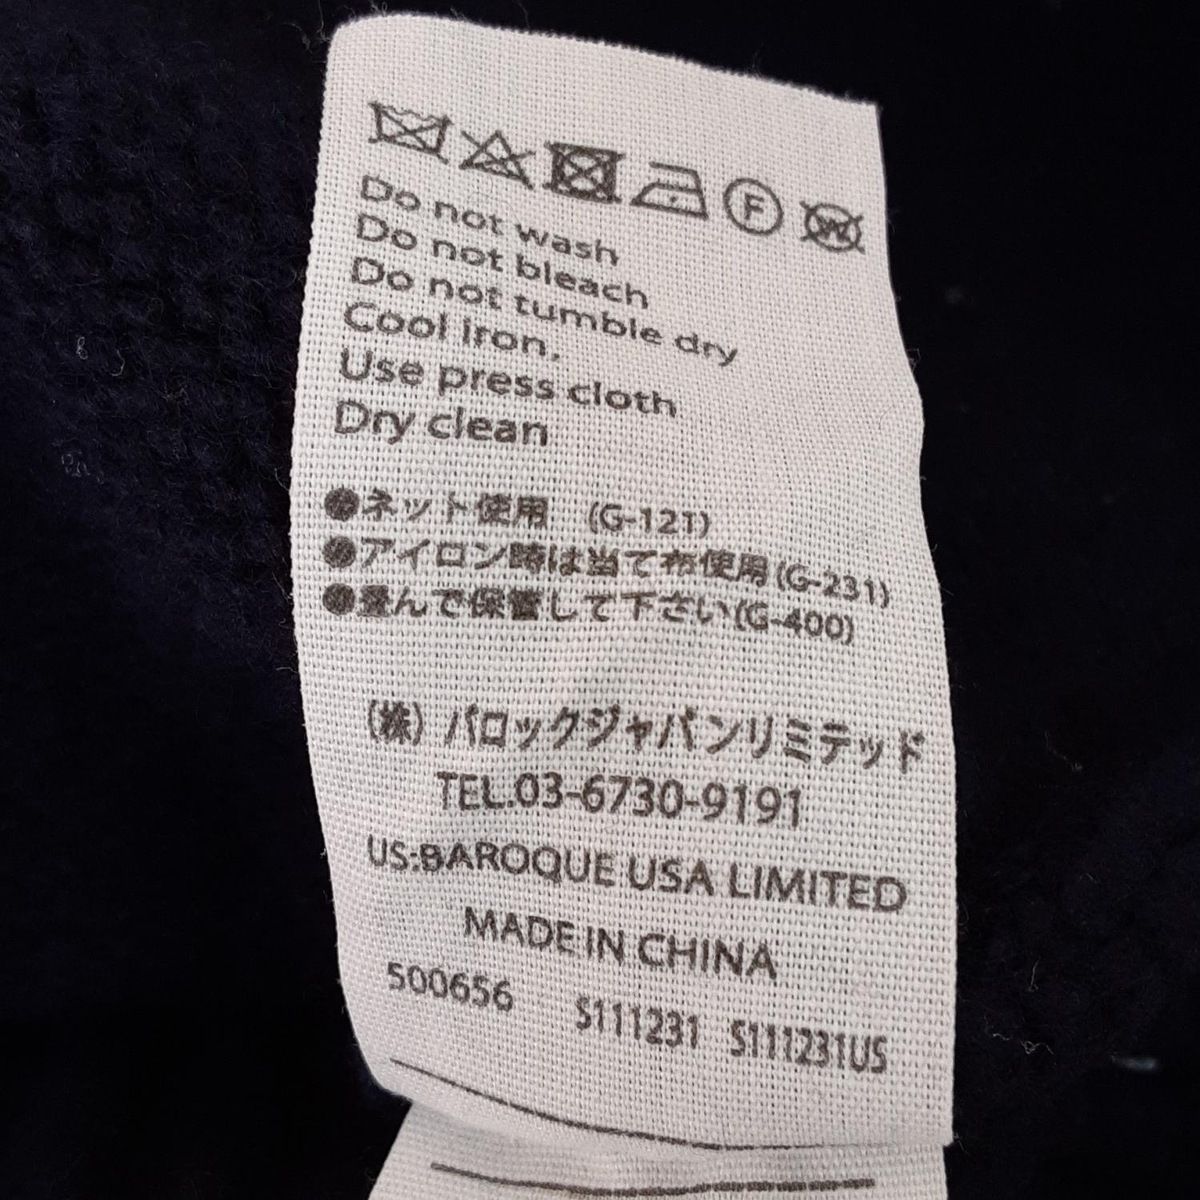 F W
Do not wash
Do not bleach
Do not tumble dry
Cool iron.
Use press cloth
Dry clean
●ネット使用 (G-121)
●アイロン時は当て布使用(G-231)
●畳んで保管して下さい(G-400)
(株) バロックジャパンリミテッド
TEL.03-6730-9191
US:BAROQUE USA LIMITED
MADE IN CHINA
500656 S111231 S111231US